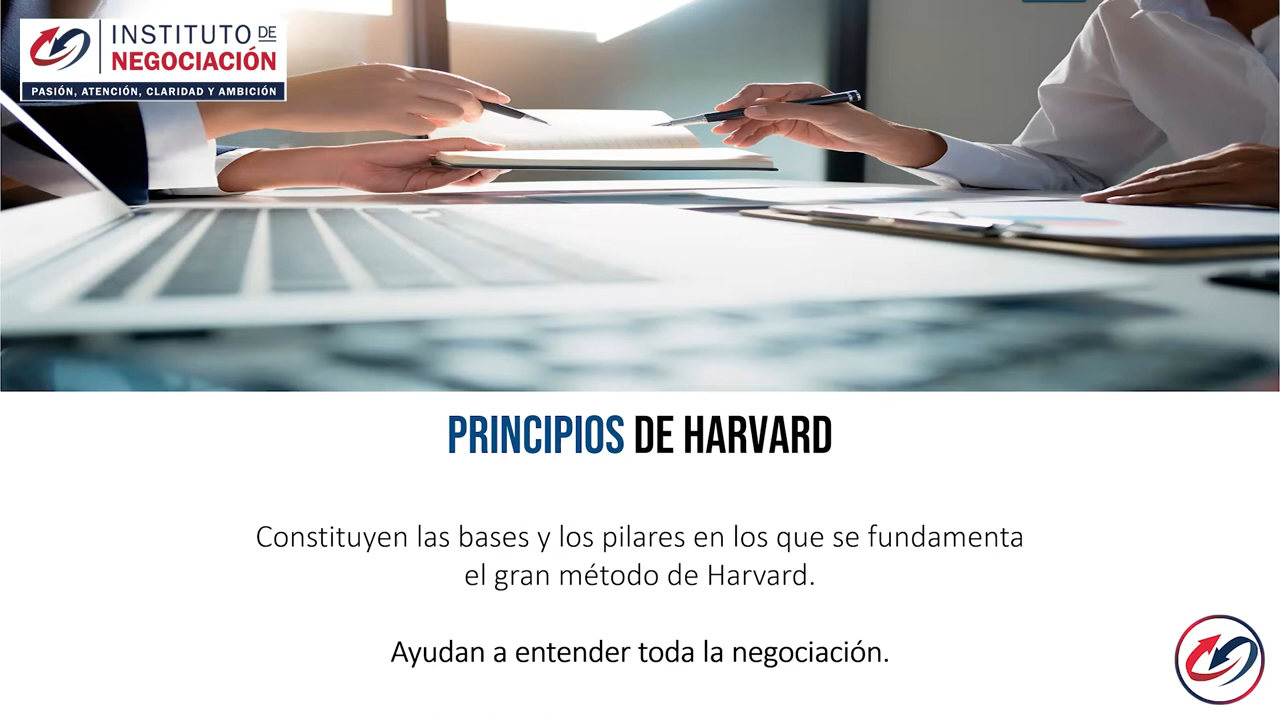 INSTITUTO DE
NEGOCIACIÓN
PASIÓN, ATENCIÓN, CLARIDAD Y AMBICIÓN
PRINCIPIOS DE HARVARD
Constituyen las bases y los pilares en los que se fundamenta
el gran método de Harvard.
Ayudan a entender toda la negociación.